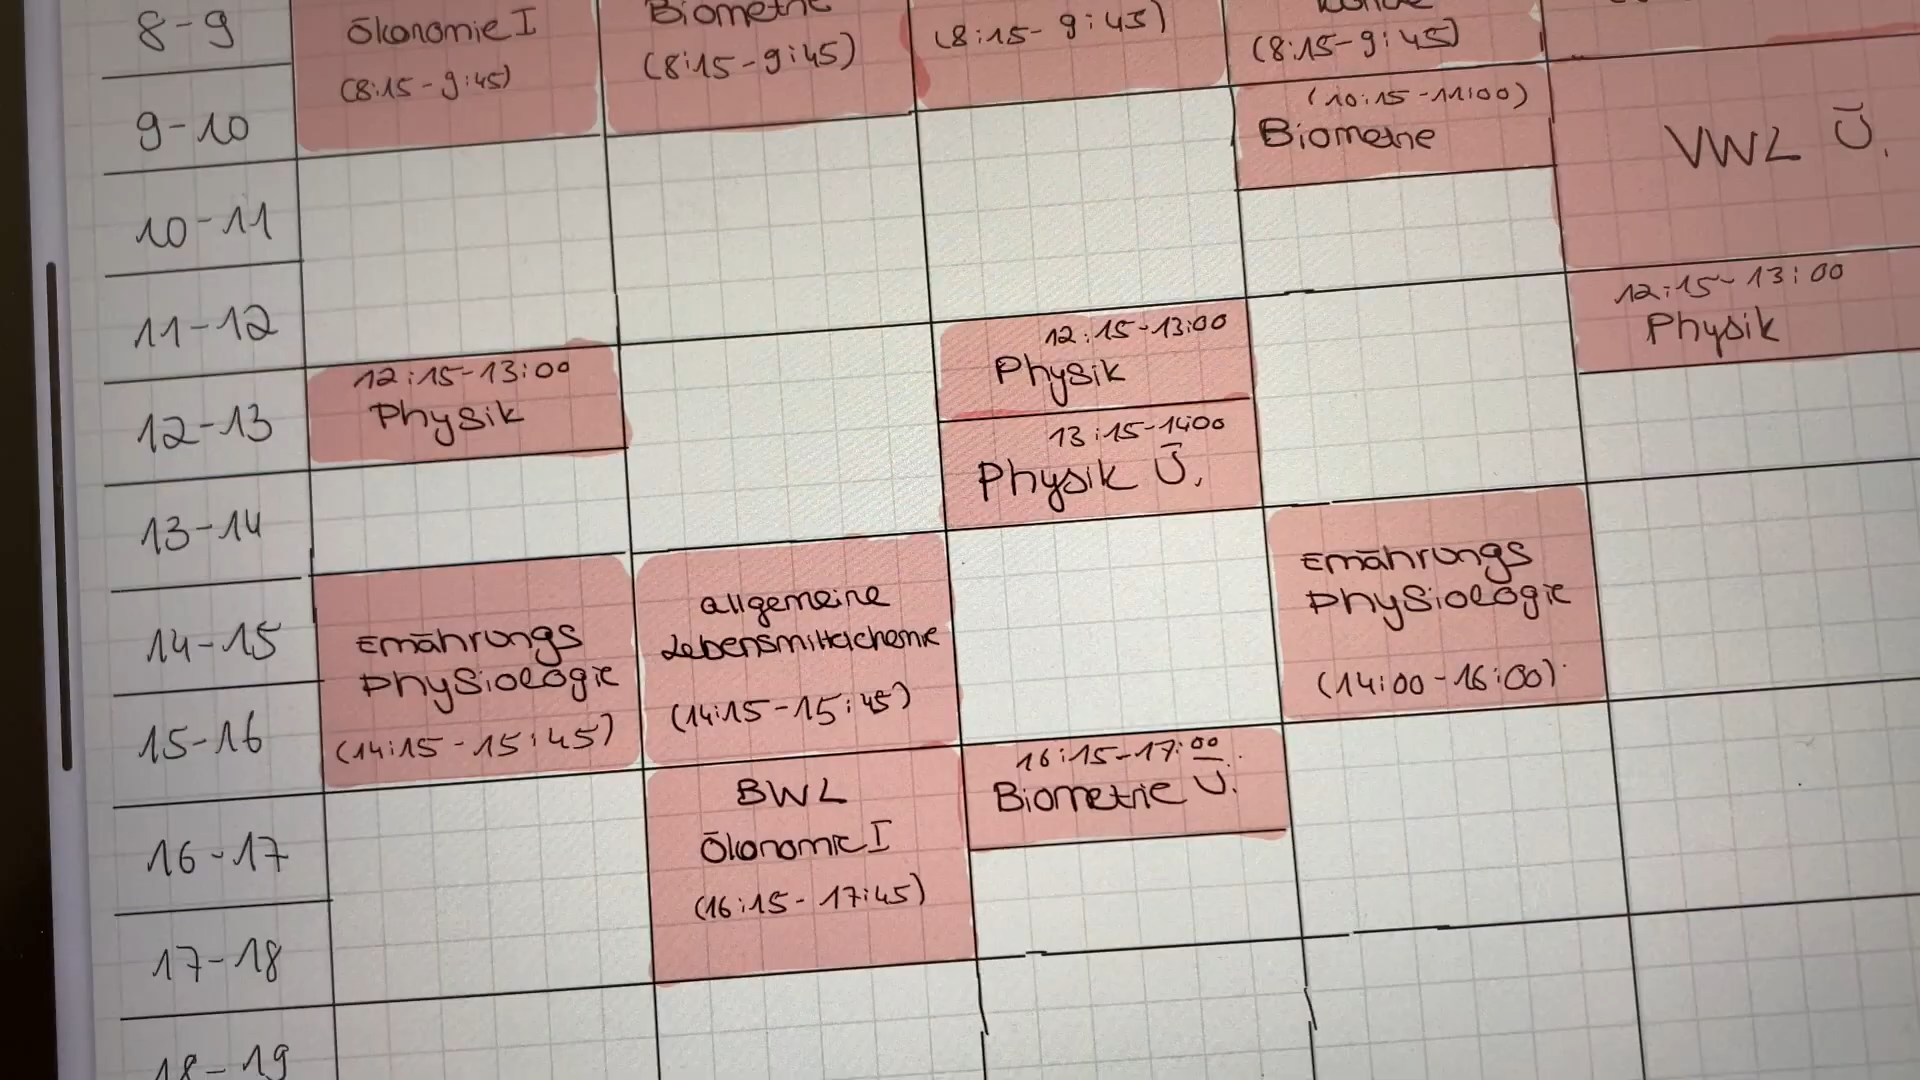 8-9
9-10
10-11
11-12
12-13
13-14
14-15
15-16
16-17
17-18
18-19
Ökonomie I
(8:15-9:45)
12:15-13:00
Physik
Ernährungs
Physiologie
(14:15-15:45)
Biometrie
(8:15-9:45)
allgemeine
Lebensmittelchemie
(14:15-15:45)
BWL
Ökonomie I
(16:15-17:45)
(8:15-9:45)
12:15-13:00
Physik
13:15-14:00
Physik Ü.
16:15-17:00
Biometrie Ü.
(8:15-9:45)
(10:15-11:00)
Biometrie
Ernährungs
Physiologie
(14:00-16:00)
VWL Ü.
12:15-13:00
Physik